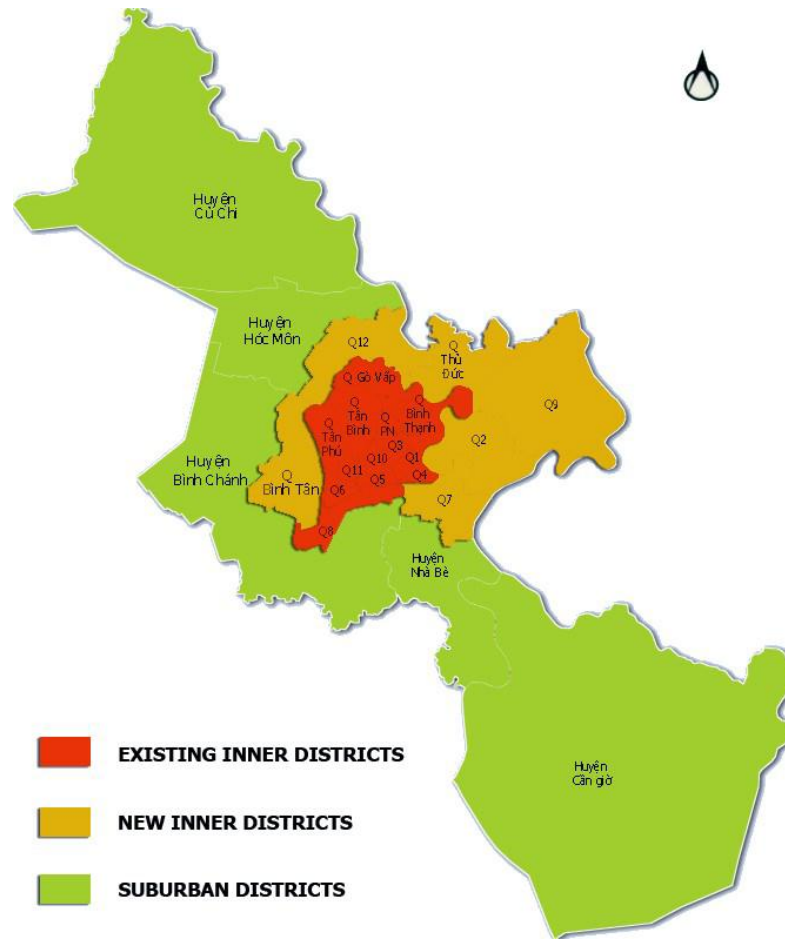 Huyện
Củ Chi
Huyện
Hóc Môn
Q12
Q
Thủ
Đức
Q Gò Vấp
Q9
Q
Tân
Bình
Q
PN
Q
Bình
Thạnh
Q
Tân
Phú
Q2
Q3
Q10
Q1
Huyện
Bình Chánh
Q
Bình Tân
Q11
Q5
Q4
Q6
Q7
Q8
Huyện
Nhà Bè
Huyện
Cần giờ
EXISTING INNER DISTRICTS
NEW INNER DISTRICTS
SUBURBAN DISTRICTS